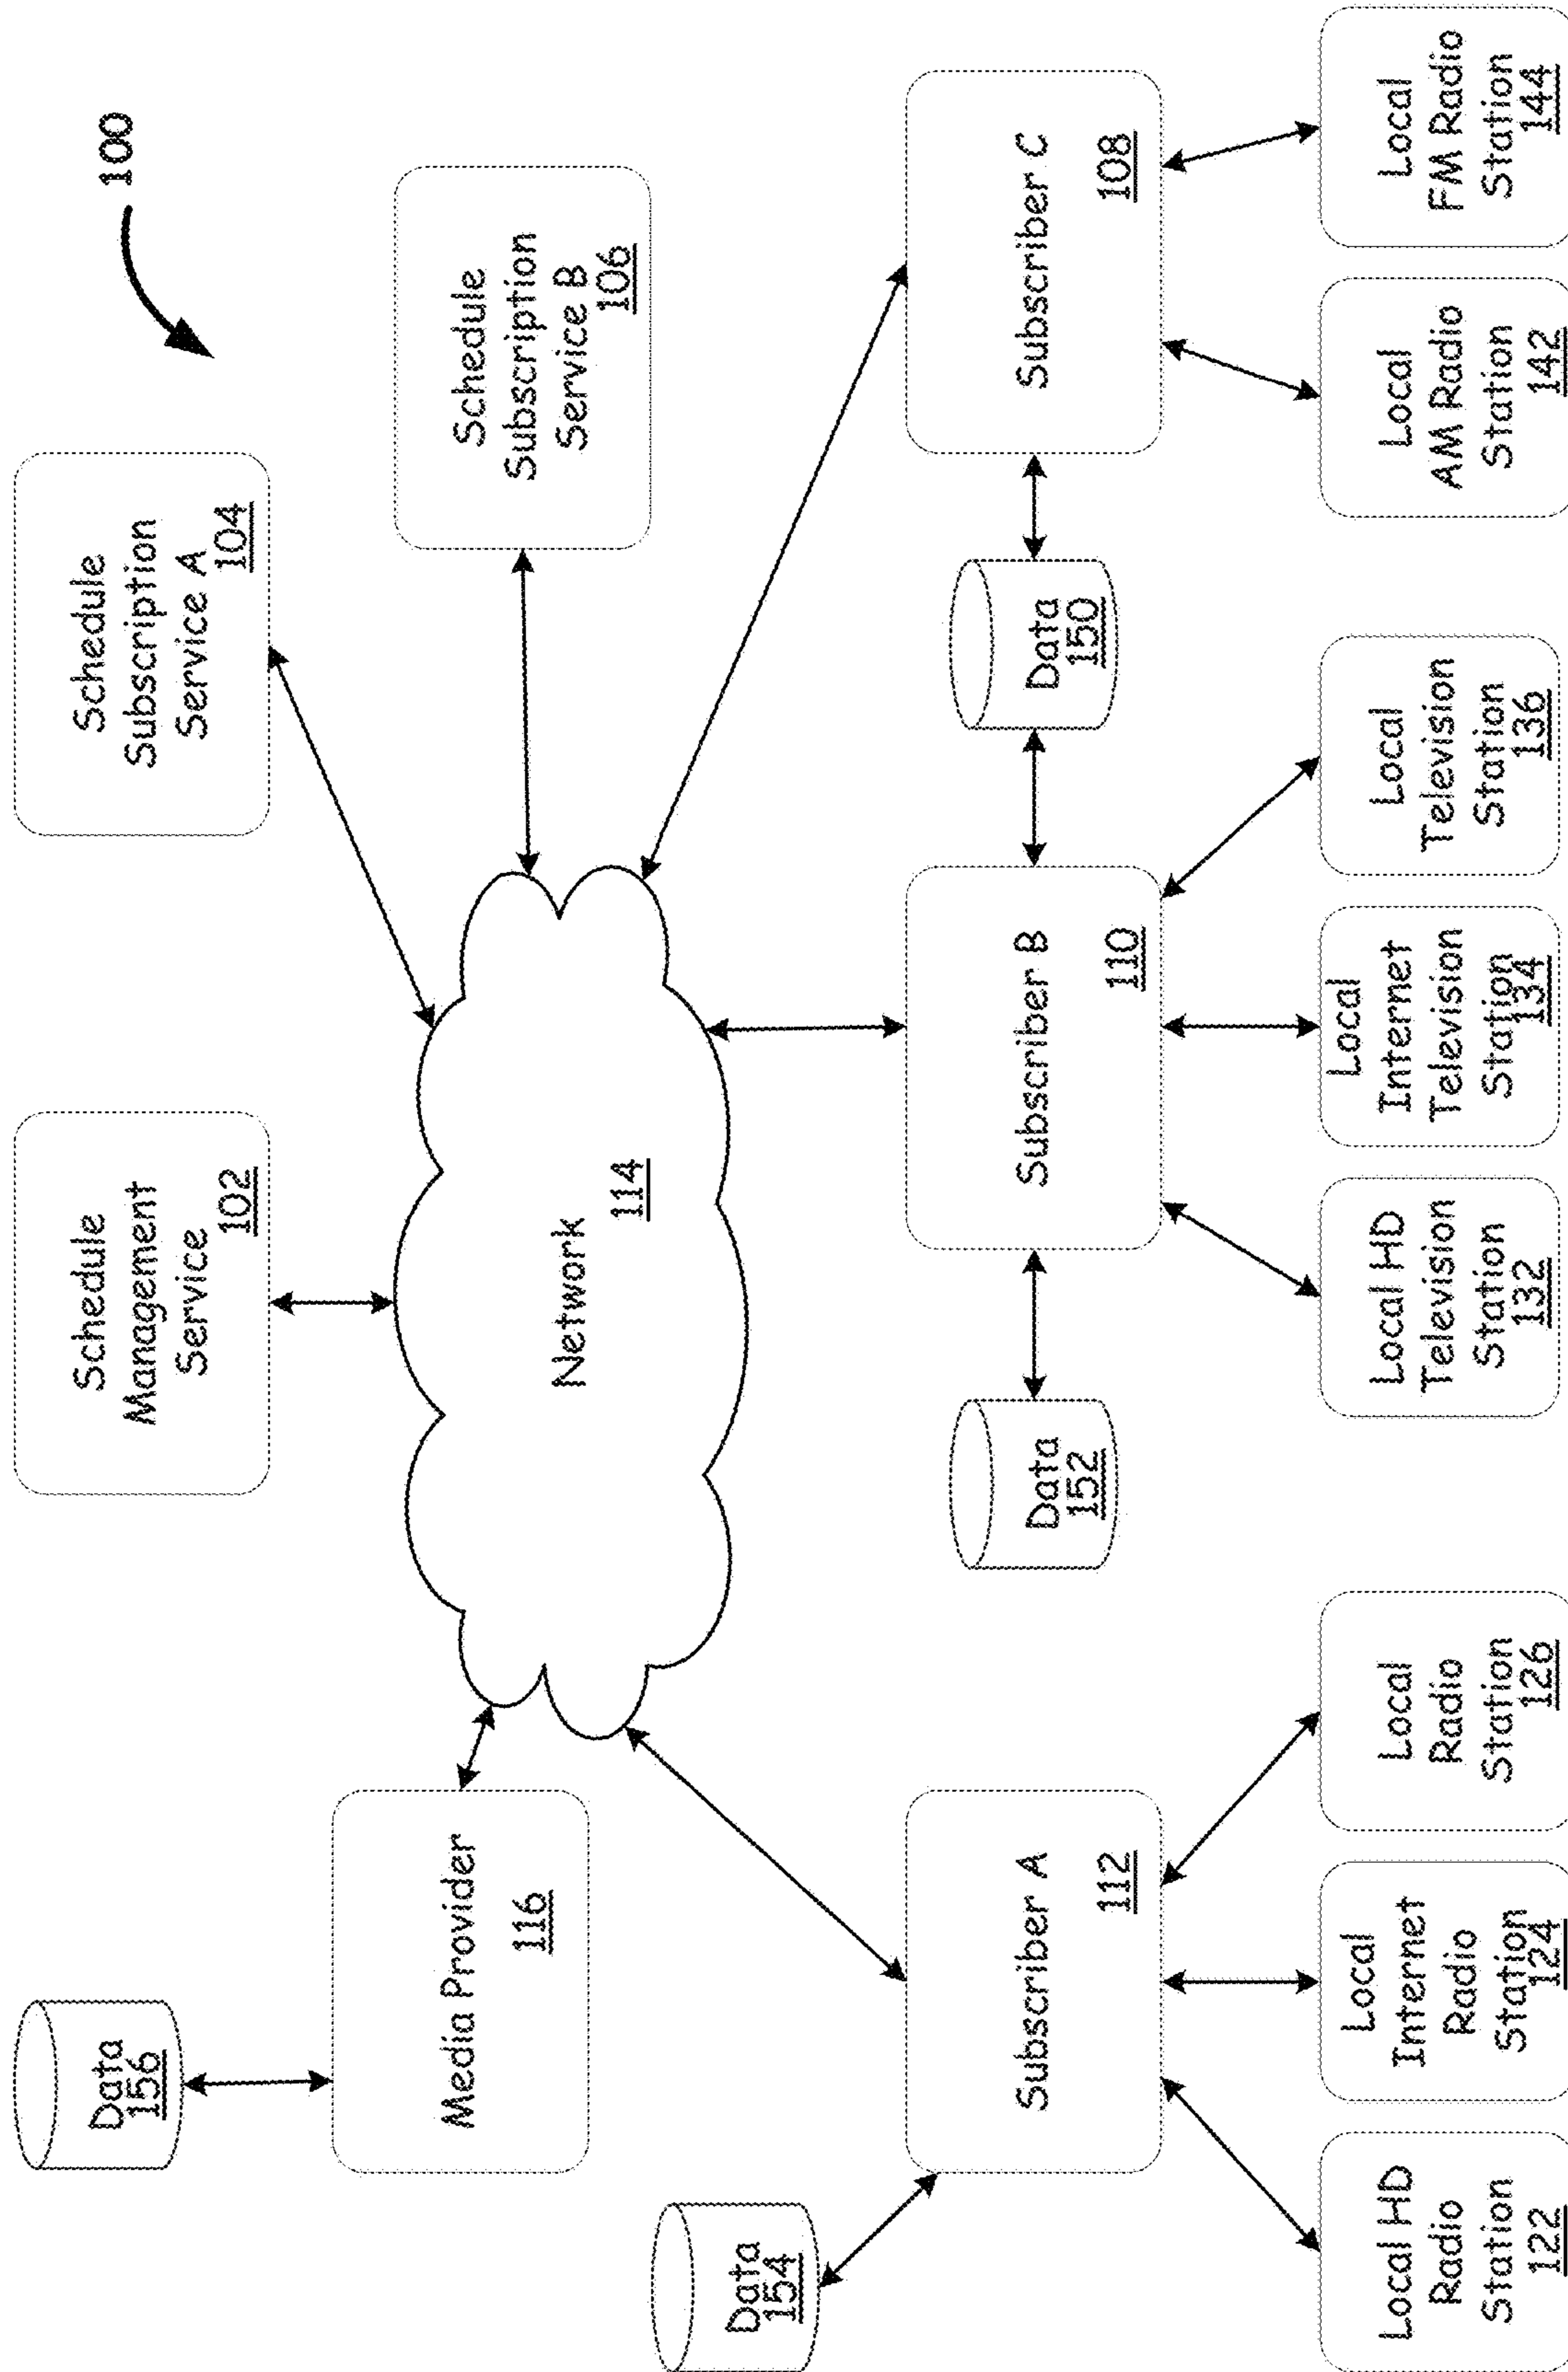 100
Data
156
Schedule
Management
Service
102
Schedule
Subscription
Service A
104
Media Provider
116
Network
114
Schedule
Subscription
Service B
106
Data
154
Subscriber A
112
Data
152
Subscriber B
110
Data
150
Subscriber C
108
Local HD
Radio
Station
122
Local
Internet
Radio
Station
124
Local
Radio
Station
126
Local HD
Television
Station
132
Local
Internet
Television
Station
134
Local
Television
Station
136
Local
AM Radio
Station
142
Local
FM Radio
Station
144